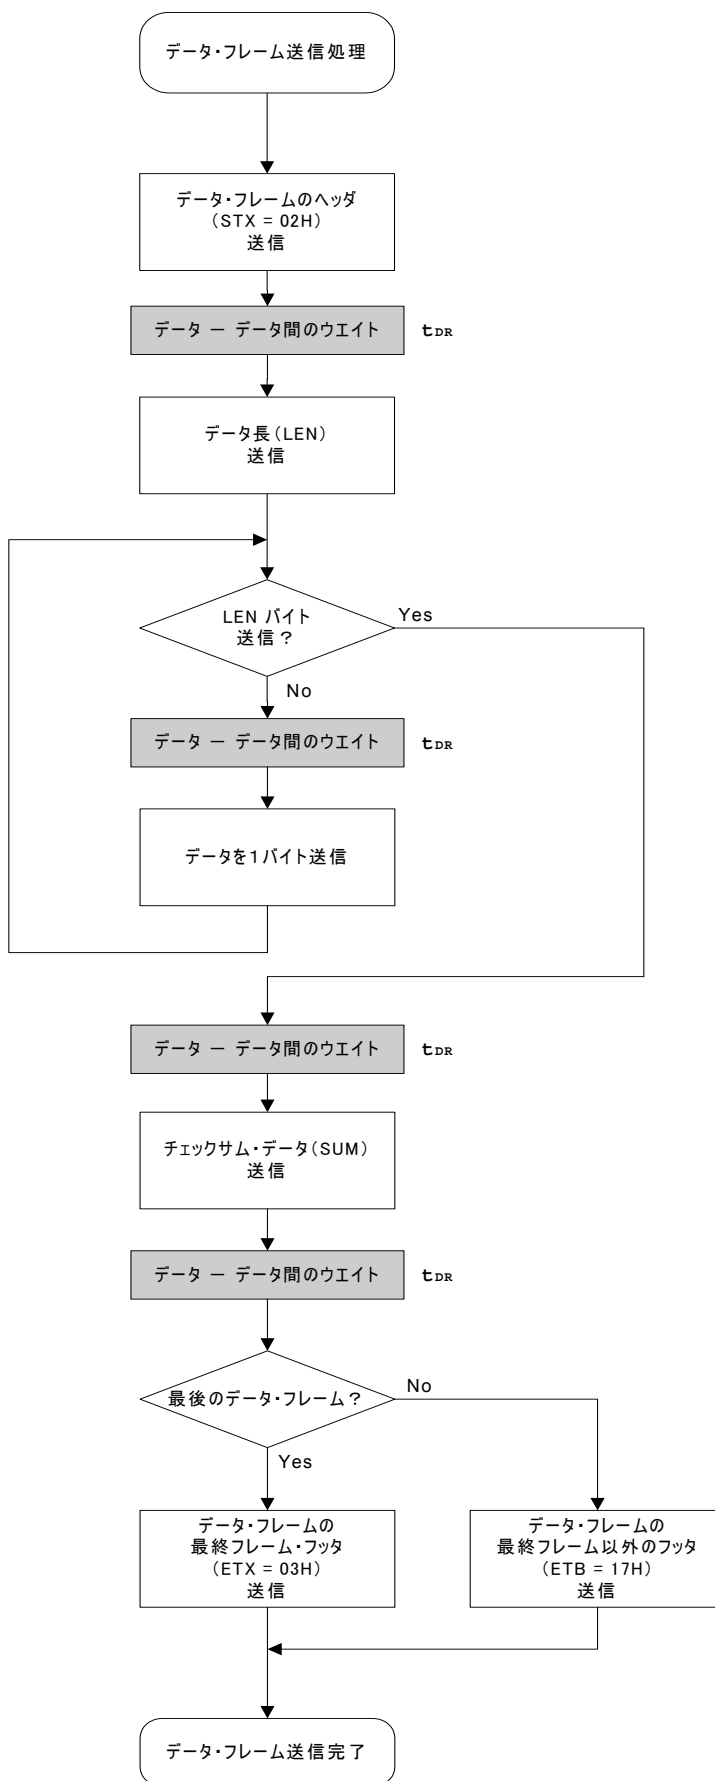 データ・フレーム送信処理
データ・フレームのヘッダ
(STX = 02H)
送信
データ － データ間のウエイト
tDR
データ長(LEN)
送信
LEN バイト
送信？
Yes
No
データ － データ間のウエイト
tDR
データを1バイト送信
データ － データ間のウエイト
tDR
チェックサム・データ(SUM)
送信
データ － データ間のウエイト
tDR
最後のデータ・フレーム？
No
Yes
データ・フレームの
最終フレーム・フッタ
(ETX = 03H)
送信
データ・フレームの
最終フレーム以外のフッタ
(ETB = 17H)
送信
データ・フレーム送信完了